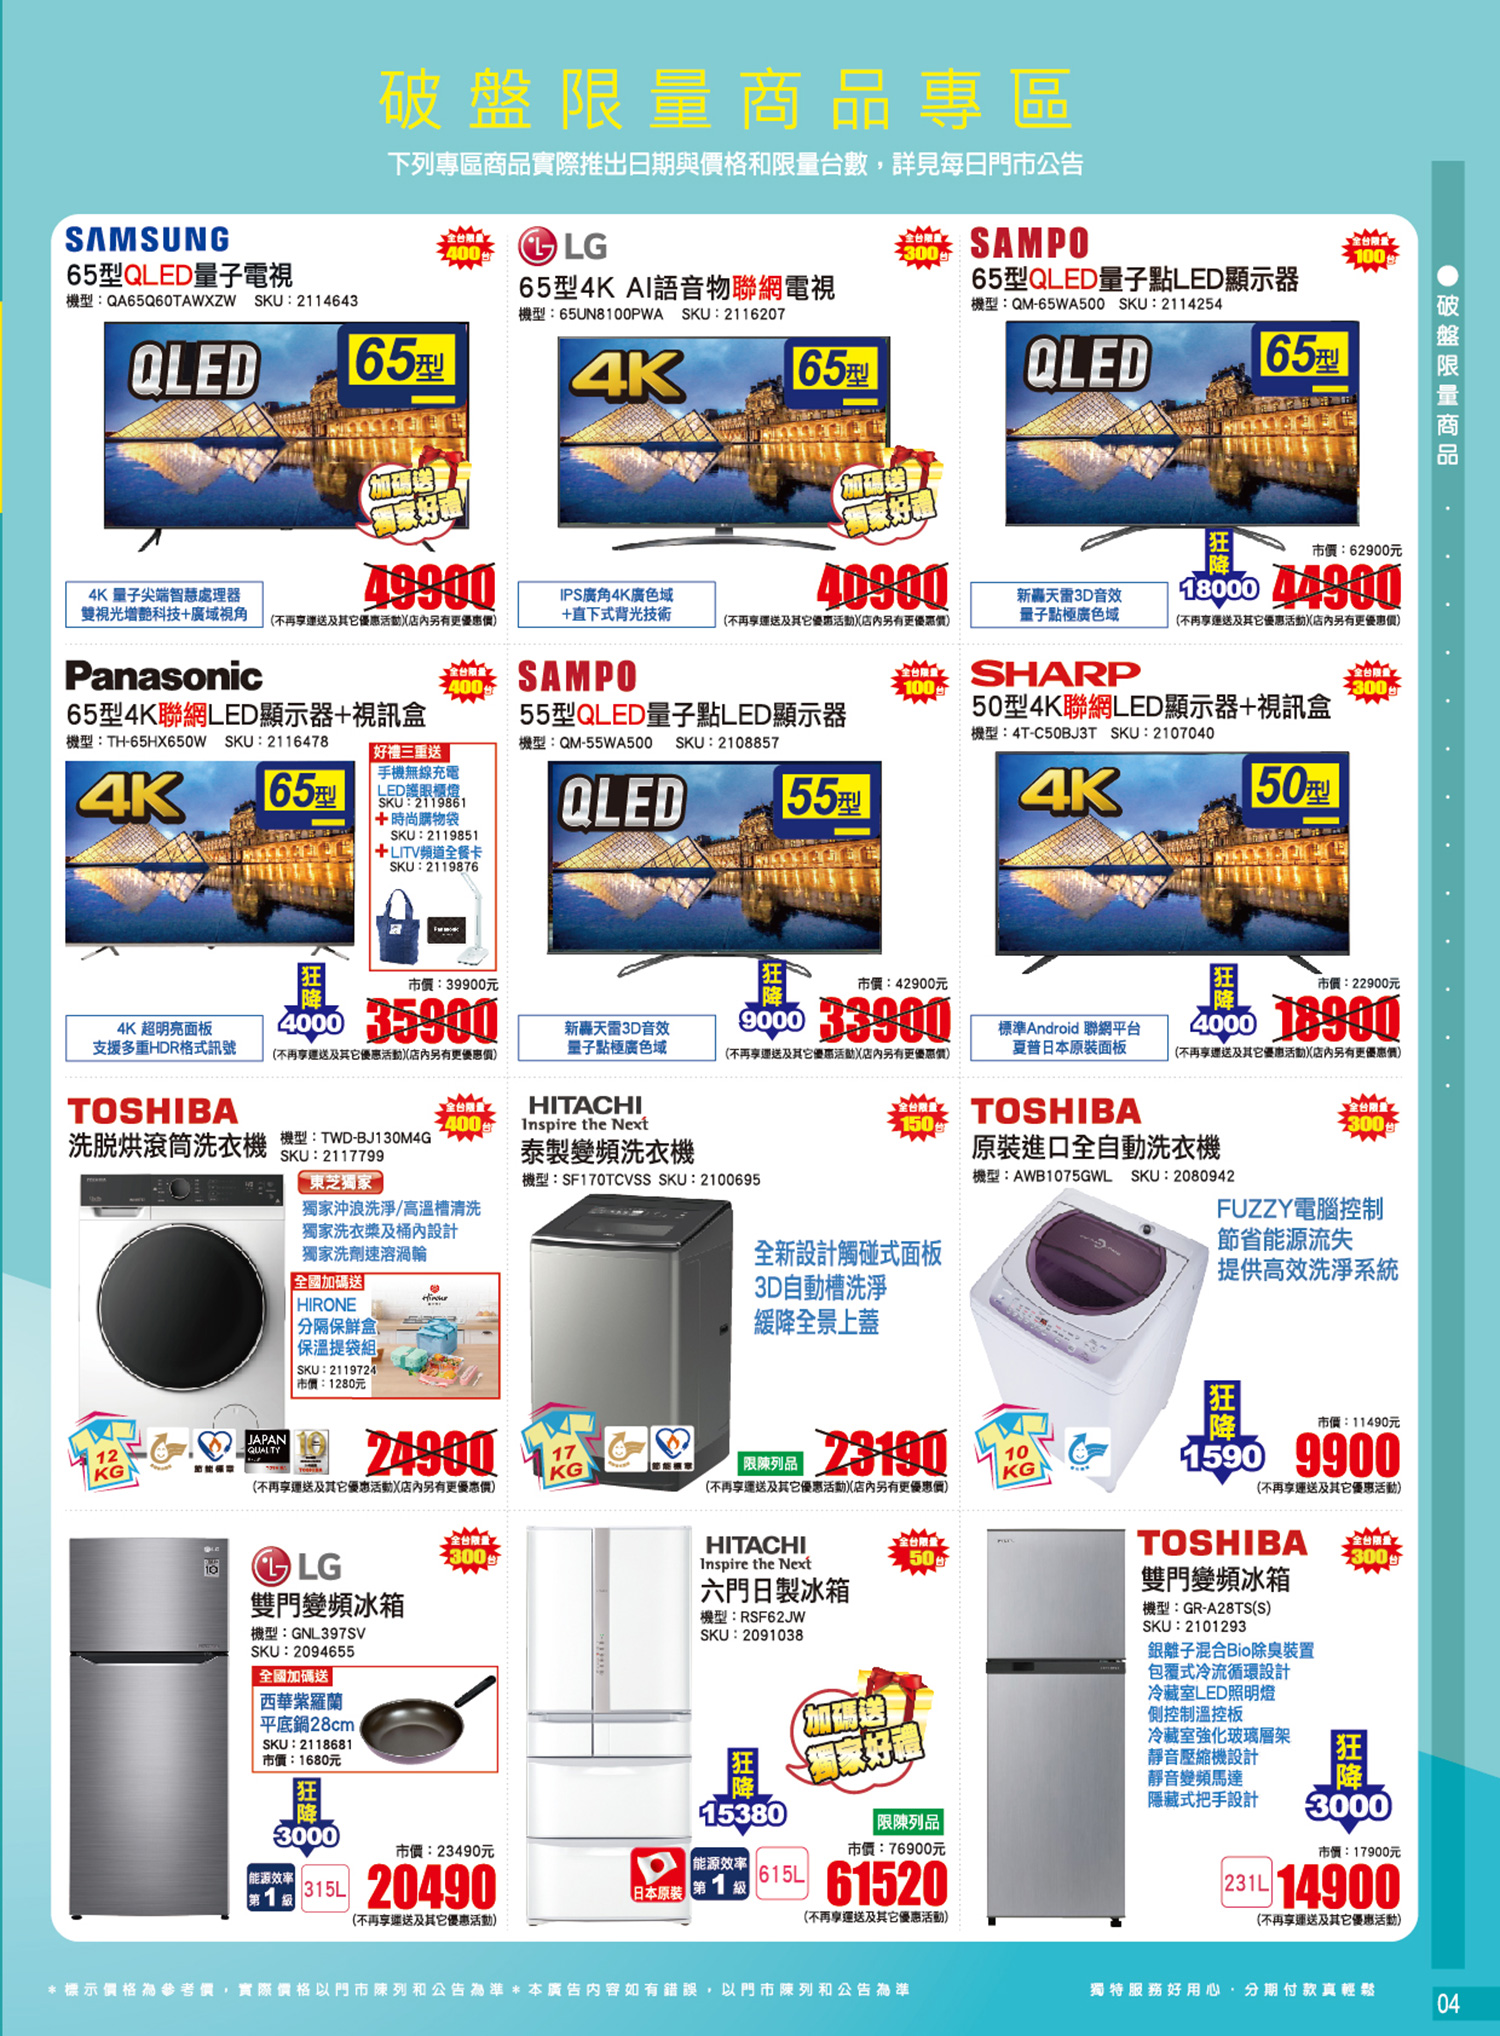 破盤限量商品專區
下列專區商品實際推出日期與價格和限量台數，詳見每日門市公告
SAMSUNG
全台限量
400台
65型QLED量子電視
機型：QA65Q60TAWXZW SKU：2114643
QLED
65型
加碼送
獨家好禮
4K 量子尖端智慧處理器
雙視光增艷科技+廣域視角
49900
(不再享運送及其它優惠活動)(店內另有更優惠價)
LG
全台限量
300台
65型4K AI語音物聯網電視
機型：65UN8100PWA SKU：2116207
4K
65型
加碼送
獨家好禮
IPS廣角4K廣色域
+直下式背光技術
40900
(不再享運送及其它優惠活動)(店內另有更優惠價)
SAMPO
全台限量
100台
65型QLED量子點LED顯示器
機型：QM-65WA500 SKU：2114254
QLED
65型
新轟天雷3D音效
量子點極廣色域
狂降
18000
市價：62900元
44900
(不再享運送及其它優惠活動)(店內另有更優惠價)
Panasonic
全台限量
400台
65型4K聯網LED顯示器+視訊盒
機型：TH-65HX650W SKU：2116478
4K
65型
好禮三重送
手機無線充電
LED護眼檯燈
SKU：2119861
+時尚購物袋
SKU：2119851
+LiTV頻道全餐卡
SKU：2119876
Panasonic
4K 超明亮面板
支援多重HDR格式訊號
狂降
4000
市價：39900元
35900
(不再享運送及其它優惠活動)(店內另有更優惠價)
SAMPO
全台限量
100台
55型QLED量子點LED顯示器
機型：QM-55WA500 SKU：2108857
QLED
55型
新轟天雷3D音效
量子點極廣色域
狂降
9000
市價：42900元
33900
(不再享運送及其它優惠活動)(店內另有更優惠價)
SHARP
全台限量
300台
50型4K聯網LED顯示器+視訊盒
機型：4T-C50BJ3T SKU：2107040
4K
50型
標準Android 聯網平台
夏普日本原裝面板
狂降
4000
市價：22900元
18900
(不再享運送及其它優惠活動)(店內另有更優惠價)
TOSHIBA
全台限量
400台
洗脱烘滾筒洗衣機
機型：TWD-BJ130M4G
SKU：2117799
東芝獨家
獨家沖浪洗淨/高溫槽清洗
獨家洗衣槳及桶內設計
獨家洗劑速溶渦輪
全國加碼送
HIRONE
分隔保鮮盒
保溫提袋組
SKU：2119724
市價：1280元
12
KG
節能標章
JAPAN
QUALITY
10
24900
(不再享運送及其它優惠活動)(店內另有更優惠價)
HITACHI
Inspire the Next
全台限量
150台
泰製變頻洗衣機
機型：SF170TCVSS SKU：2100695
全新設計觸碰式面板
3D自動槽洗淨
緩降全景上蓋
17
KG
節能標章
限陳列品
23190
(不再享運送及其它優惠活動)(店內另有更優惠價)
TOSHIBA
全台限量
300台
原裝進口全自動洗衣機
機型：AWB1075GWL SKU：2080942
FUZZY電腦控制
節省能源流失
提供高效洗淨系統
10
KG
狂降
1590
市價：11490元
9900
(不再享運送及其它優惠活動)
LG
全台限量
300台
雙門變頻冰箱
機型：GNL397SV
SKU：2094655
全國加碼送
西華紫羅蘭
平底鍋28cm
SKU：2118681
市價：1680元
狂降
3000
能源效率
第1級
315L
市價：23490元
20490
(不再享運送及其它優惠活動)
HITACHI
Inspire the Next
全台限量
50台
六門日製冰箱
機型：RSF62JW
SKU：2091038
加碼送
獨家好禮
狂降
15380
限陳列品
日本原裝
能源效率
第1級
615L
市價：76900元
61520
(不再享運送及其它優惠活動)
TOSHIBA
全台限量
300台
雙門變頻冰箱
機型：GR-A28TS(S)
SKU：2101293
銀離子混合Bio除臭裝置
包覆式冷流循環設計
冷藏室LED照明燈
側控制溫控板
冷藏室強化玻璃層架
靜音壓縮機設計
靜音變頻馬達
隱藏式把手設計
狂降
3000
市價：17900元
231L
14900
(不再享運送及其它優惠活動)
破盤限量商品
＊標示價格為參考價，實際價格以門市陳列和公告為準＊本廣告內容如有錯誤，以門市陳列和公告為準
獨特服務好用心·分期付款真輕鬆
04